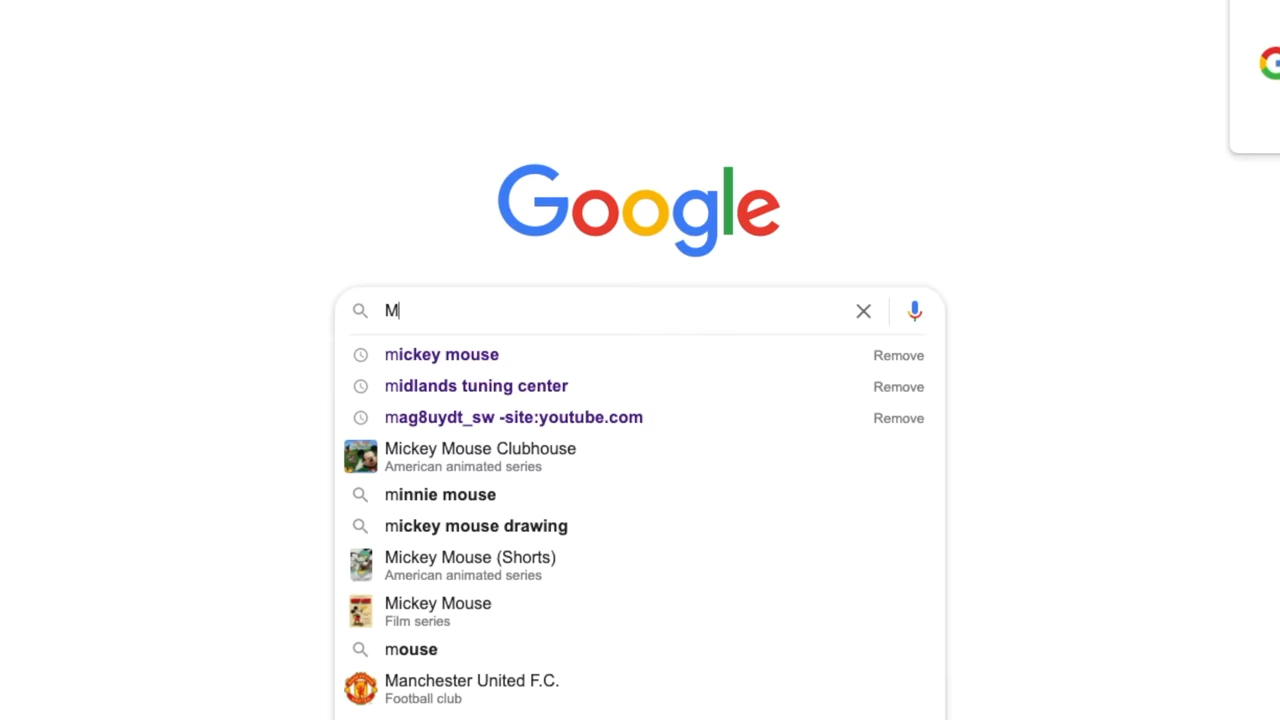 Google
M
mickey mouse Remove
midlands tuning center Remove
mag8uydt_sw -site:youtube.com Remove
Mickey Mouse Clubhouse
American animated series
minnie mouse
mickey mouse drawing
Mickey Mouse (Shorts)
American animated series
Mickey Mouse
Film series
mouse
Manchester United F.C.
Football club